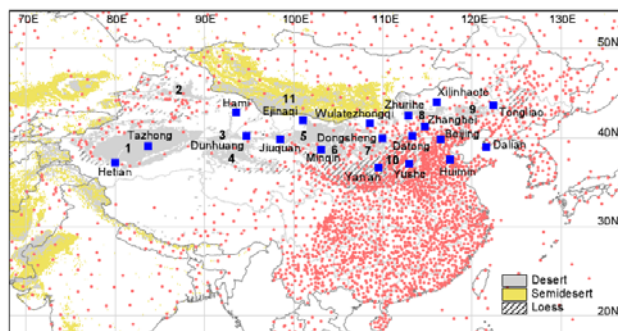 70E 80E 90E 100E 110E 120E 130E
50N
Xilinhaote
11 Zhurihe
2 Hami Ejinaqi Wulatezhongqi 8 9 Tongliao
Zhangbei
Tazhong 3 5 Dongsheng Beijing 40N
1 Dunhuang Jiuquan 6 7 Datong Dalian
4 Minqin
Hetian Yan'an 10 Yushe Huimin
30N
Desert
Semidesert
Loess
20N